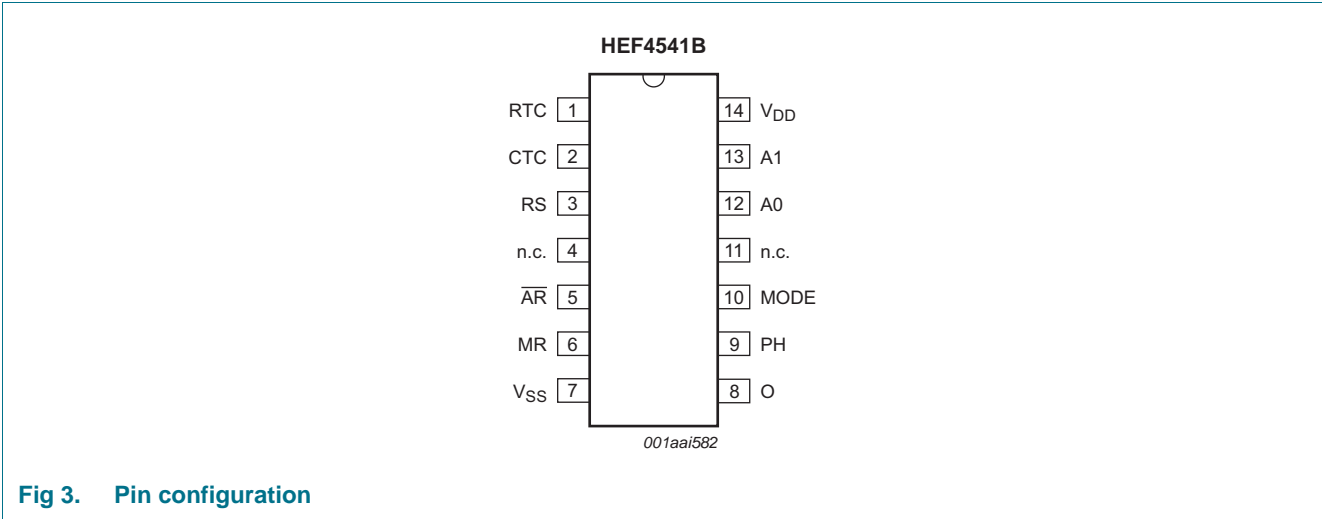 HEF4541B
RTC 1 14 VDD
CTC 2 13 A1
RS 3 12 A0
n.c. 4 11 n.c.
A̅R̅ 5 10 MODE
MR 6 9 PH
VSS 7 8 O
001aai582
Fig 3. Pin configuration